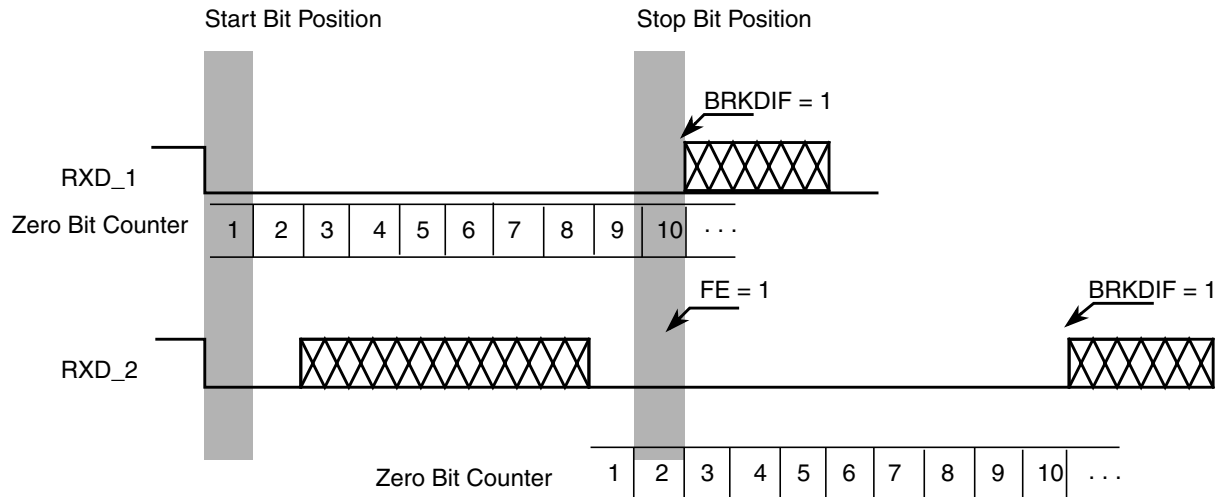 Start Bit Position
Stop Bit Position
BRKDIF = 1
RXD_1
Zero Bit Counter 1 2 3 4 5 6 7 8 9 10 . . .
FE = 1
BRKDIF = 1
RXD_2
Zero Bit Counter 1 2 3 4 5 6 7 8 9 10 . . .